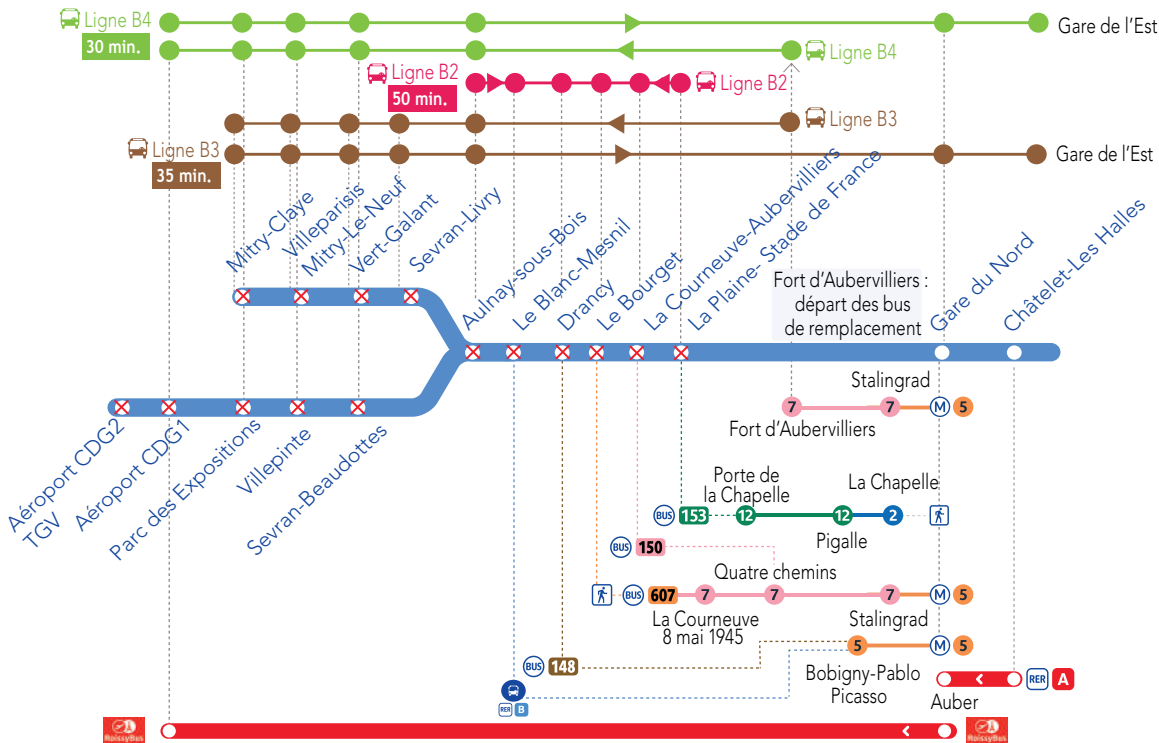 Ligne B4
30 min.
Gare de l'Est
Ligne B4
Ligne B2
50 min.
Ligne B2
Ligne B3
Ligne B3
35 min.
Gare de l'Est
Mitry-Claye
Villeparisis
Mitry-Le-Neuf
Vert-Galant
Sevran-Livry
Aulnay-sous-Bois
Le Blanc-Mesnil
Drancy
Le Bourget
La Courneuve-Aubervilliers
La Plaine- Stade de France
Fort d'Aubervilliers :
départ des bus
de remplacement
Gare du Nord
Châtelet-Les Halles
Aéroport CDG2
TGV
Aéroport CDG1
Parc des Expositions
Villepinte
Sevran-Beaudottes
Stalingrad
7
7
M
5
Fort d'Aubervilliers
Porte de
la Chapelle
La Chapelle
BUS
153
12
12
2
Pigalle
BUS
150
Quatre chemins
BUS
607
7
7
7
M
5
La Courneuve
8 mai 1945
Stalingrad
BUS
148
5
M
5
Bobigny-Pablo
Picasso
RER B
RER A
Auber
RoissyBus
RoissyBus